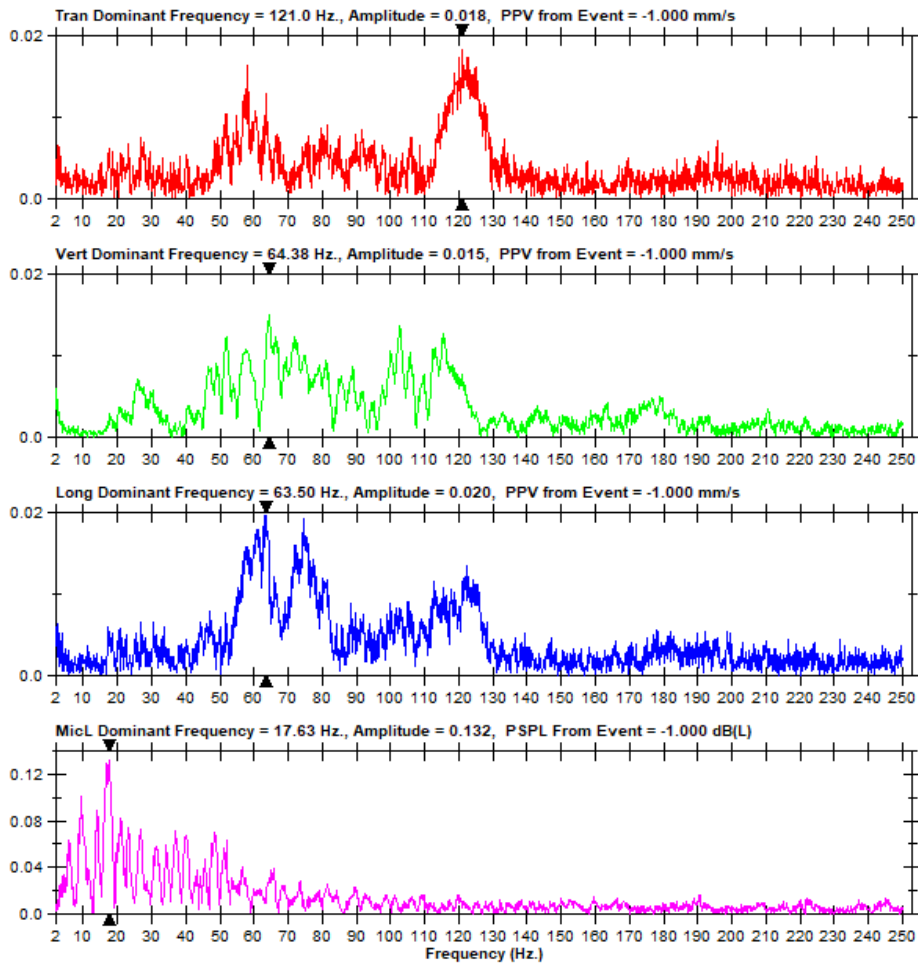 Tran Dominant Frequency = 121.0 Hz., Amplitude = 0.018, PPV from Event = -1.000 mm/s
0.02
0.0
2 10 20 30 40 50 60 70 80 90 100 110 120 130 140 150 160 170 180 190 200 210 220 230 240 250
Vert Dominant Frequency = 64.38 Hz., Amplitude = 0.015, PPV from Event = -1.000 mm/s
0.02
0.0
2 10 20 30 40 50 60 70 80 90 100 110 120 130 140 150 160 170 180 190 200 210 220 230 240 250
Long Dominant Frequency = 63.50 Hz., Amplitude = 0.020, PPV from Event = -1.000 mm/s
0.02
0.0
2 10 20 30 40 50 60 70 80 90 100 110 120 130 140 150 160 170 180 190 200 210 220 230 240 250
MicL Dominant Frequency = 17.63 Hz., Amplitude = 0.132, PSPL From Event = -1.000 dB(L)
0.12
0.08
0.04
0.0
2 10 20 30 40 50 60 70 80 90 100 110 120 130 140 150 160 170 180 190 200 210 220 230 240 250
Frequency (Hz.)